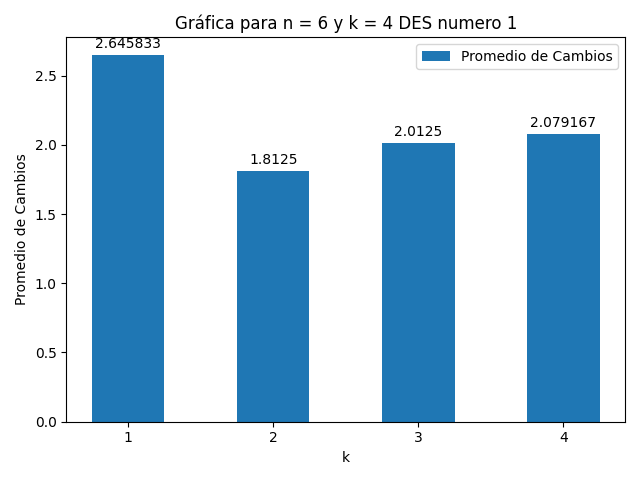 Gráfica para n = 6 y k = 4 DES numero 1
Promedio de Cambios
2.645833
1.8125
2.0125
2.079167
Promedio de Cambios
2.5
2.0
1.5
1.0
0.5
0.0
1 2 3 4
k